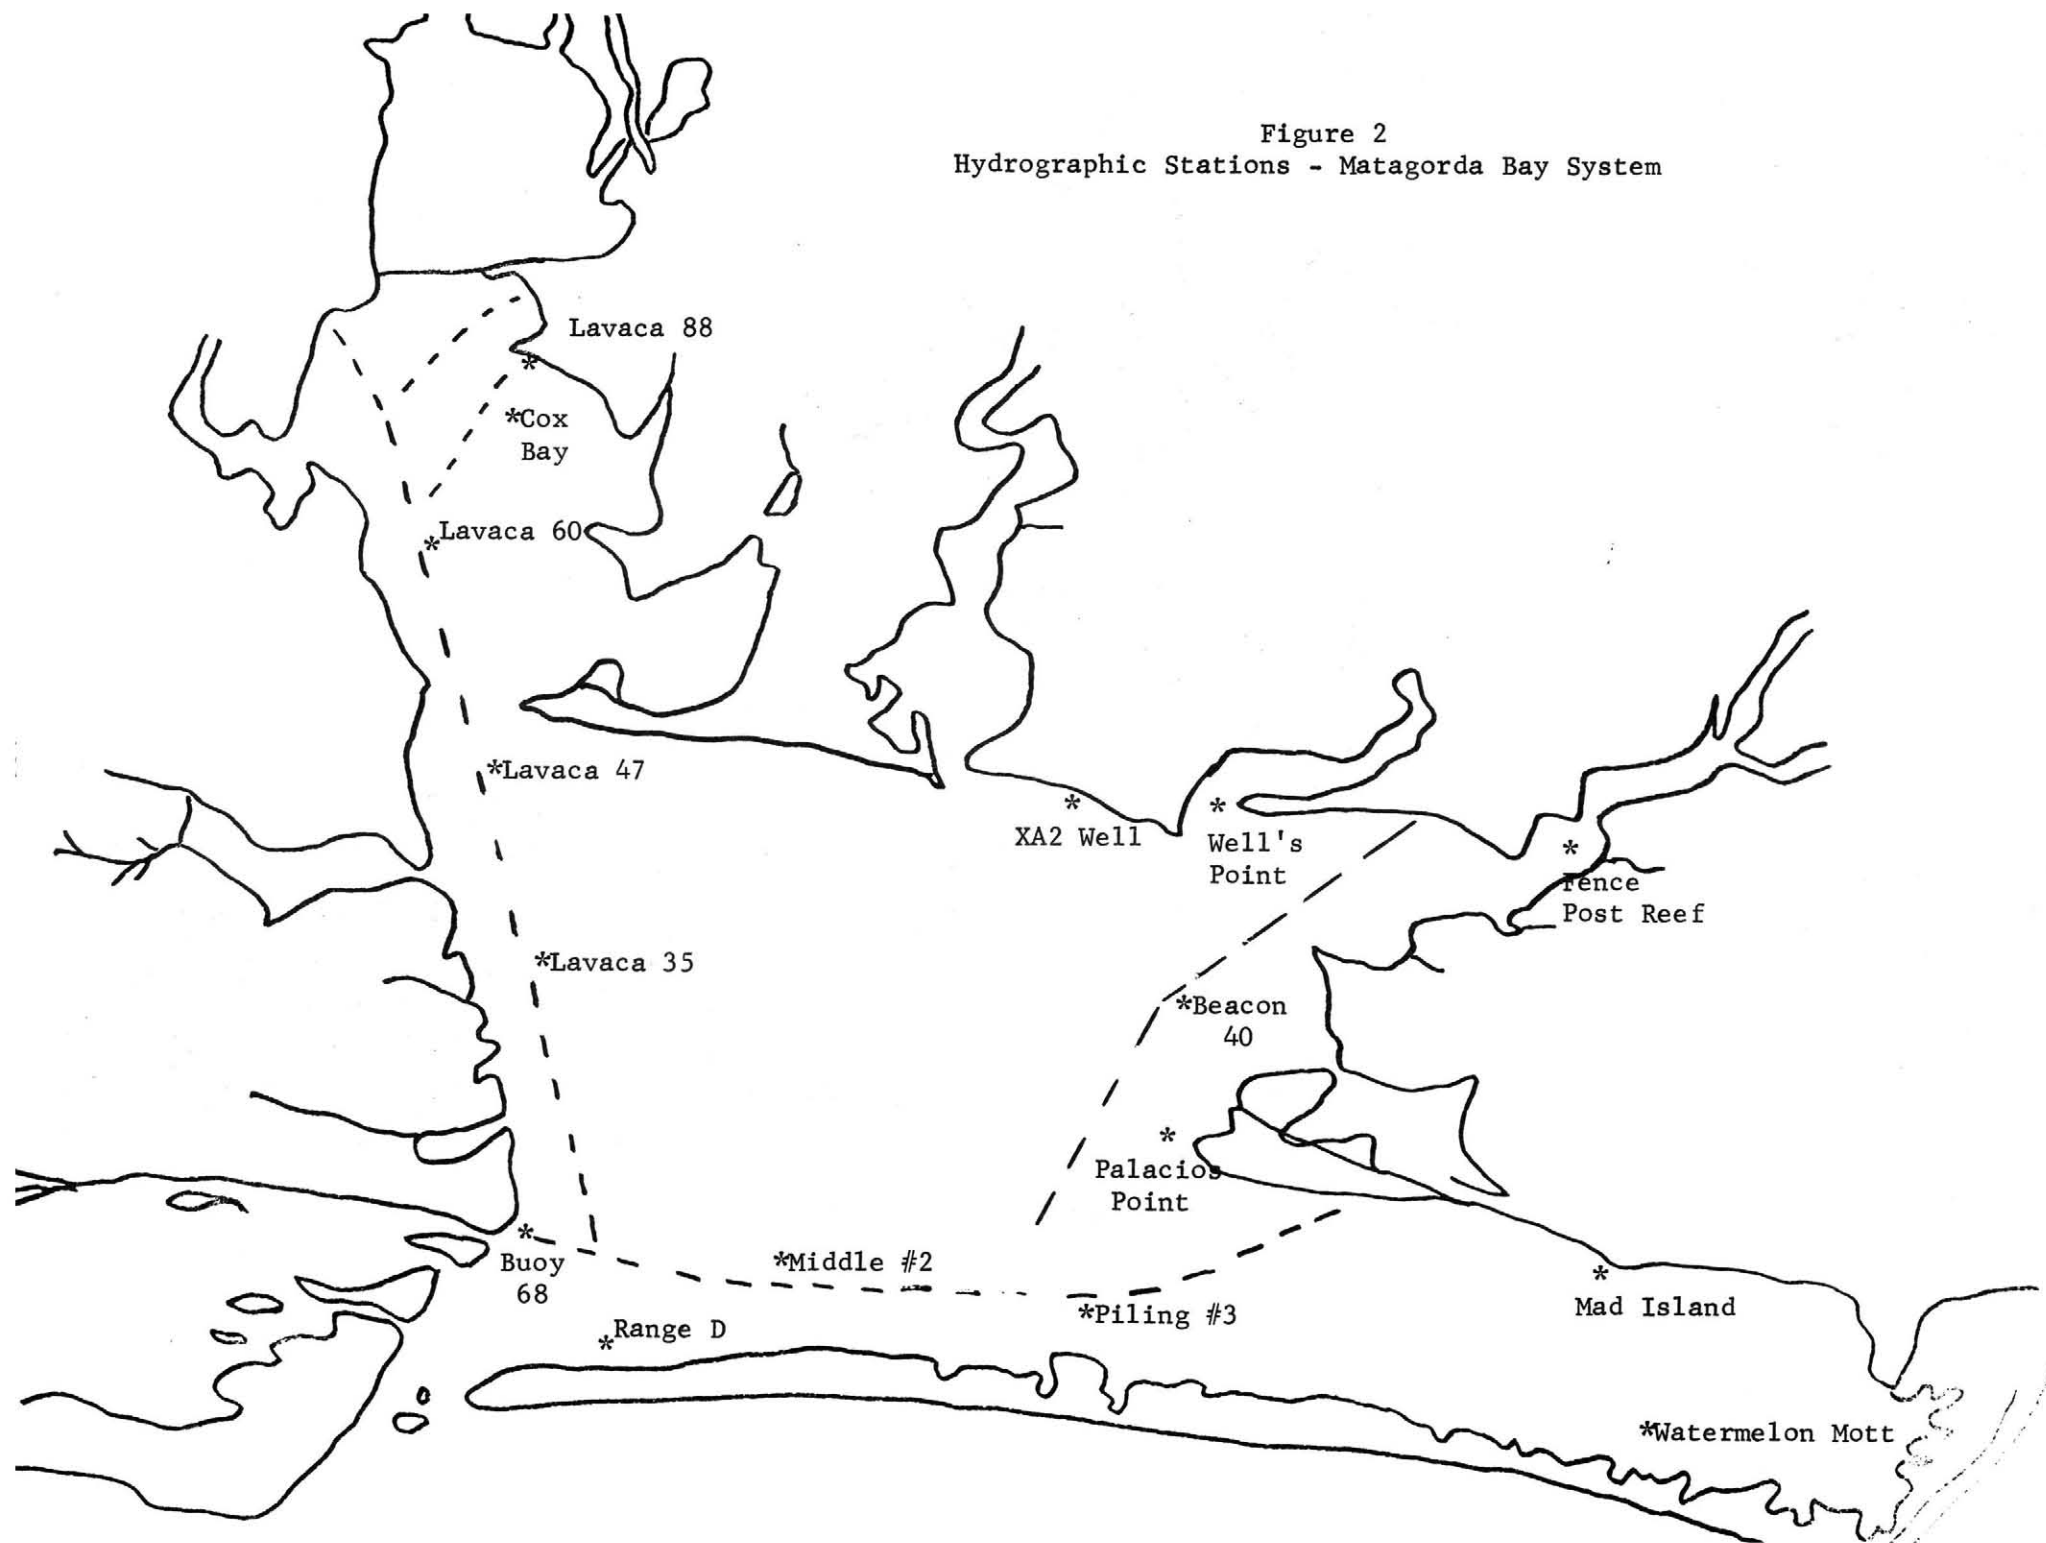 Figure 2
Hydrographic Stations - Matagorda Bay System
Lavaca 88
*
*Cox
Bay
*Lavaca 60
*Lavaca 47
*
XA2 Well
*
Well's
Point
*
Fence
Post Reef
*Lavaca 35
*Beacon
40
*
Palacios
Point
*
Buoy
68
*Middle #2
*Piling #3
*
Mad Island
*Range D
*Watermelon Mott